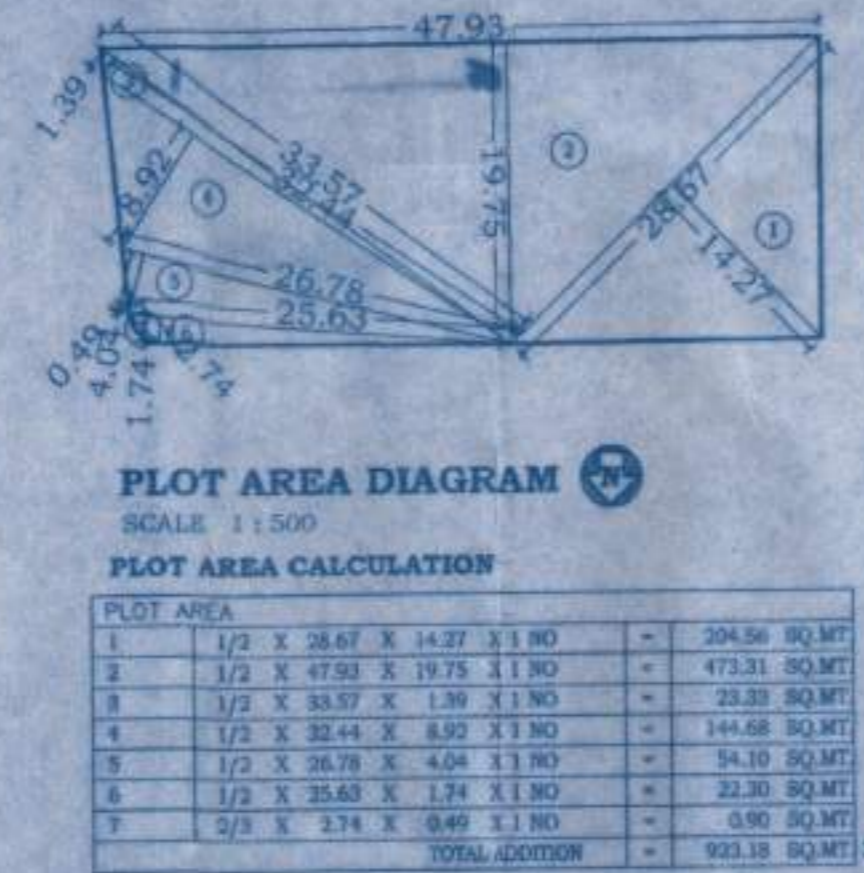 47.93
1.39
33.57
32.44
8.92
19.75
28.67
14.27
26.78
25.63
0.49
4.04
1.74
2.74
2
1
4
5
6
PLOT AREA DIAGRAM N
SCALE 1:500
PLOT AREA CALCULATION
PLOT AREA
1 1/2 X 28.67 X 14.27 X 1 NO = 204.56 SQ.MT
2 1/2 X 47.93 X 19.75 X 1 NO = 473.31 SQ.MT
3 1/2 X 33.57 X 1.39 X 1 NO = 23.33 SQ.MT
4 1/2 X 32.44 X 8.92 X 1 NO = 144.68 SQ.MT
5 1/2 X 26.78 X 4.04 X 1 NO = 54.10 SQ.MT
6 1/2 X 25.63 X 1.74 X 1 NO = 22.30 SQ.MT
7 2/3 X 2.74 X 0.49 X 1 NO = 0.90 SQ.MT
TOTAL ADDITION = 923.18 SQ.MT